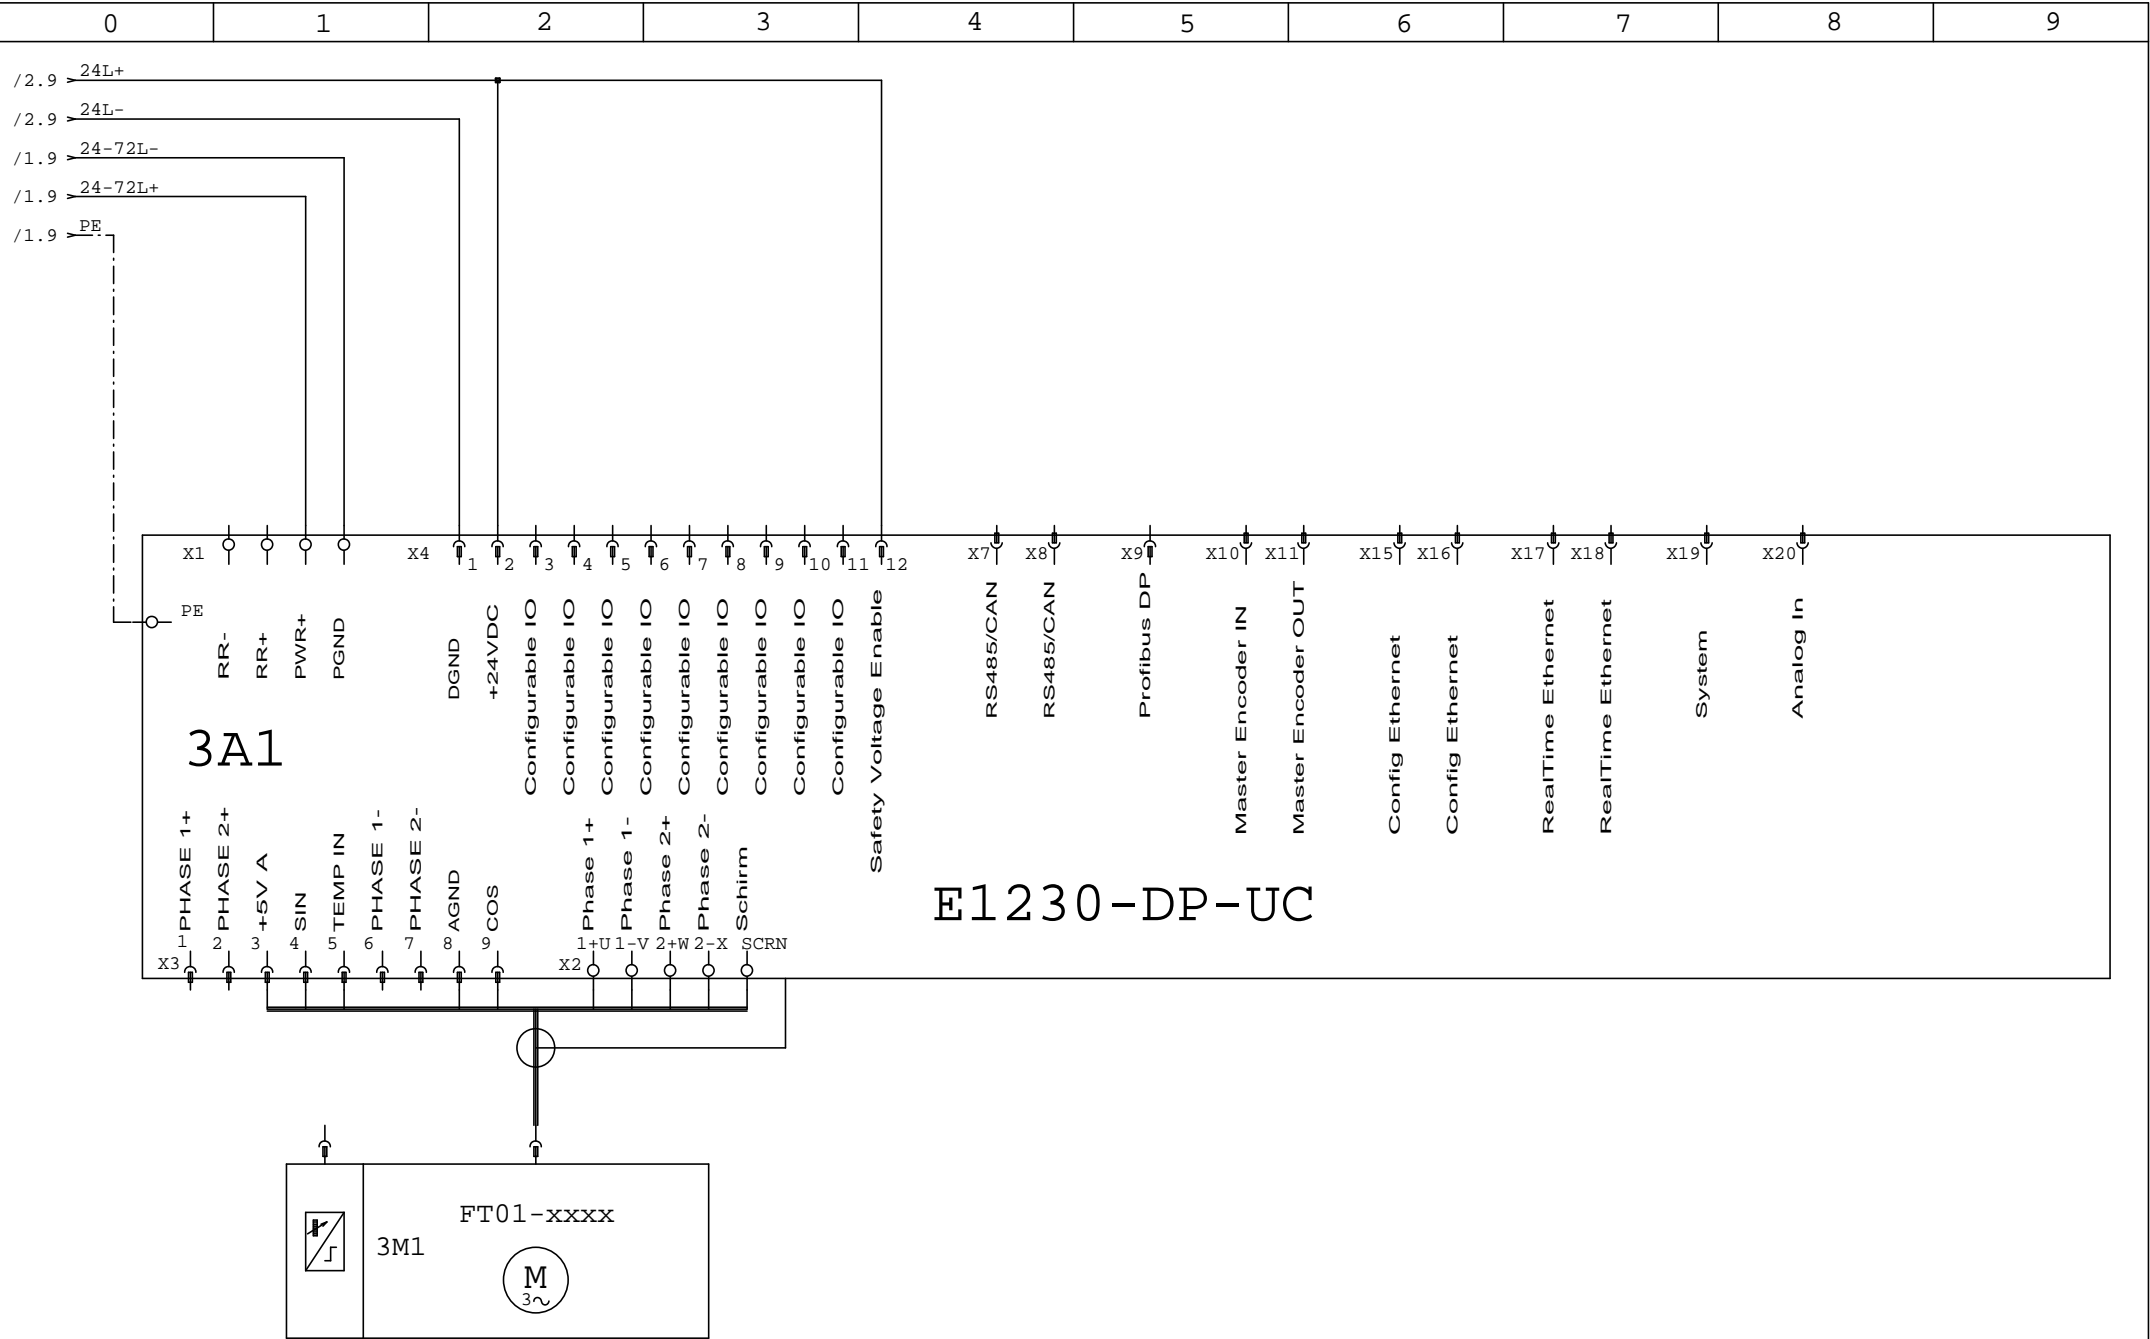 0 1 2 3 4 5 6 7 8 9
/2.9 24L+
/2.9 24L-
/1.9 24-72L-
/1.9 24-72L+
/1.9 PE
X1 X4 1 2 3 4 5 6 7 8 9 10 11 12 X7 X8 X9 X10 X11 X15 X16 X17 X18 X19 X20
PE
RR-
RR+
PWR+
PGND
DGND
+24VDC
Configurable IO
Configurable IO
Configurable IO
Configurable IO
Configurable IO
Configurable IO
Configurable IO
Configurable IO
Configurable IO
Safety Voltage Enable
RS485/CAN
RS485/CAN
Profibus DP
Master Encoder IN
Master Encoder OUT
Config Ethernet
Config Ethernet
RealTime Ethernet
RealTime Ethernet
System
Analog In
3A1
PHASE 1+
PHASE 2+
+5V A
SIN
TEMP IN
PHASE 1-
PHASE 2-
AGND
COS
Phase 1+
Phase 1-
Phase 2+
Phase 2-
Schirm
E1230-DP-UC
1 2 3 4 5 6 7 8 9 1+U 1-V 2+W 2-X SCRN
X3 X2
FT01-xxxx
3M1
M
3~